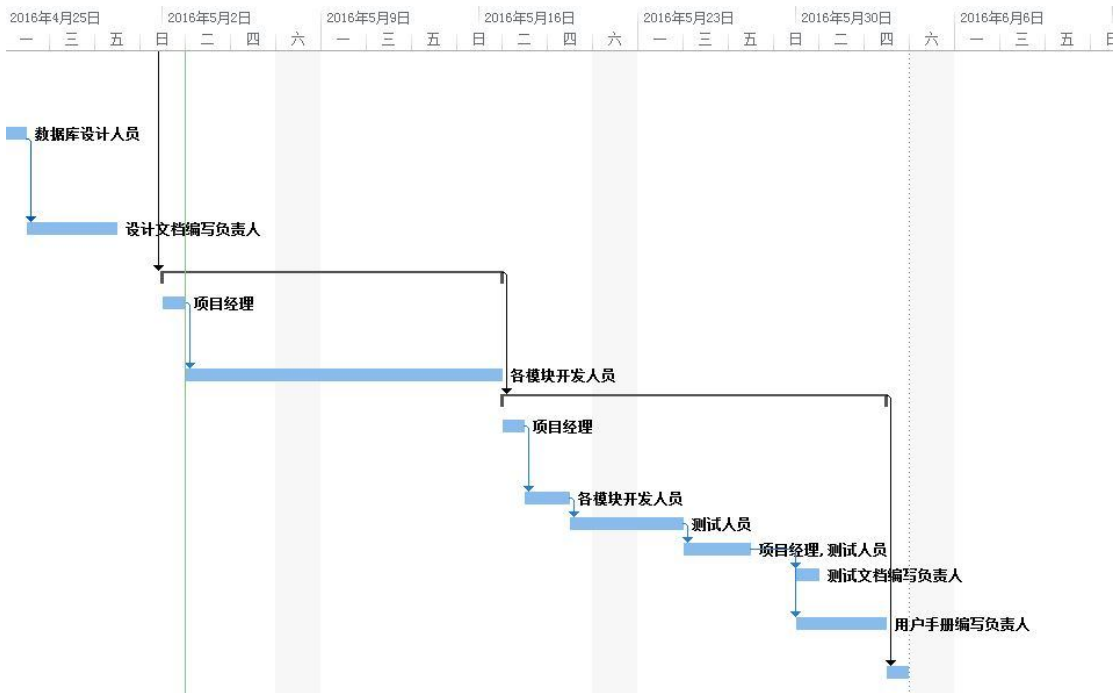 2016年4月25日 2016年5月2日 2016年5月9日 2016年5月16日 2016年5月23日 2016年5月30日 2016年6月6日
一 三 五 日 二 四 六 一 三 五 日 二 四 六 一 三 五 日 二 四 六 一 三 五 日
数据库设计人员
设计文档编写负责人
项目经理
各模块开发人员
项目经理
各模块开发人员
测试人员
项目经理, 测试人员
测试文档编写负责人
用户手册编写负责人